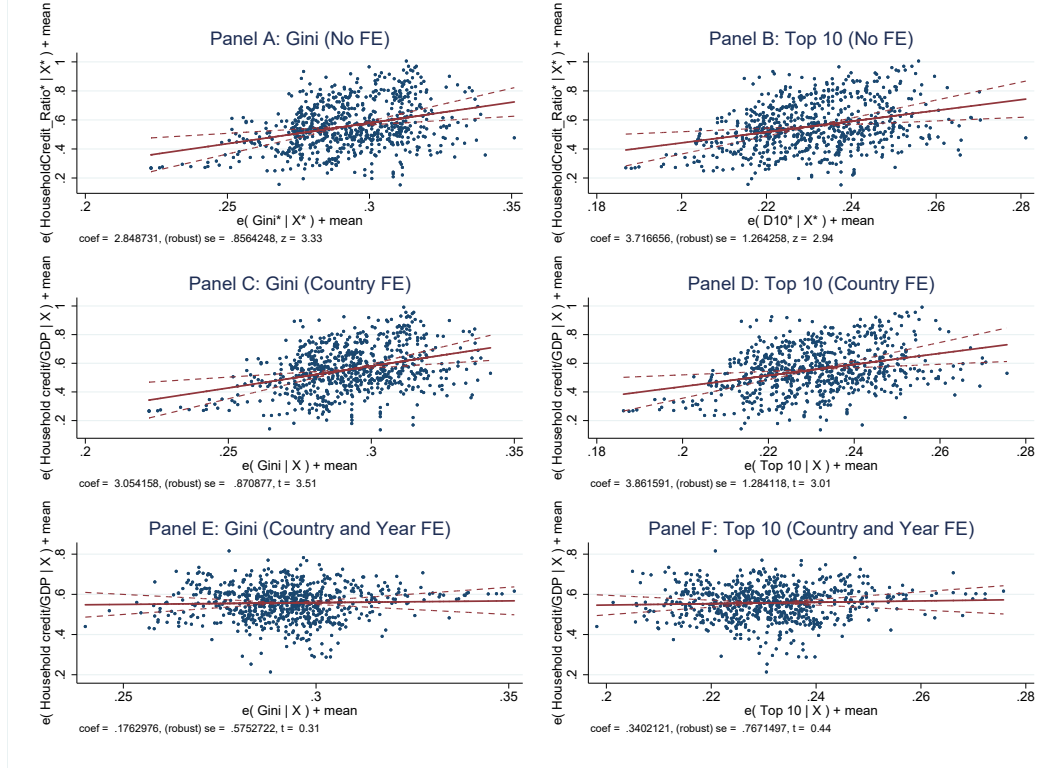 Panel A: Gini (No FE)
e( HouseholdCredit_Ratio* | X* ) + mean
1
.8
.6
.4
.2
.2
.25
.3
.35
e( Gini* | X* ) + mean
coef = 2.848731, (robust) se = .8564248, z = 3.33
Panel B: Top 10 (No FE)
e( HouseholdCredit_Ratio* | X* ) + mean
1
.8
.6
.4
.2
.18
.2
.22
.24
.26
.28
e( D10* | X* ) + mean
coef = 3.716656, (robust) se = 1.264258, z = 2.94
Panel C: Gini (Country FE)
e( Household credit/GDP | X ) + mean
1
.8
.6
.4
.2
.2
.25
.3
.35
e( Gini | X ) + mean
coef = 3.054158, (robust) se = .870877, t = 3.51
Panel D: Top 10 (Country FE)
e( Household credit/GDP | X ) + mean
1
.8
.6
.4
.2
.18
.2
.22
.24
.26
.28
e( Top 10 | X ) + mean
coef = 3.861591, (robust) se = 1.284118, t = 3.01
Panel E: Gini (Country and Year FE)
e( Household credit/GDP | X ) + mean
.8
.6
.4
.2
.25
.3
.35
e( Gini | X ) + mean
coef = .1762976, (robust) se = .5752722, t = 0.31
Panel F: Top 10 (Country and Year FE)
e( Household credit/GDP | X ) + mean
.8
.6
.4
.2
.2
.22
.24
.26
.28
e( Top 10 | X ) + mean
coef = .3402121, (robust) se = .7671497, t = 0.44